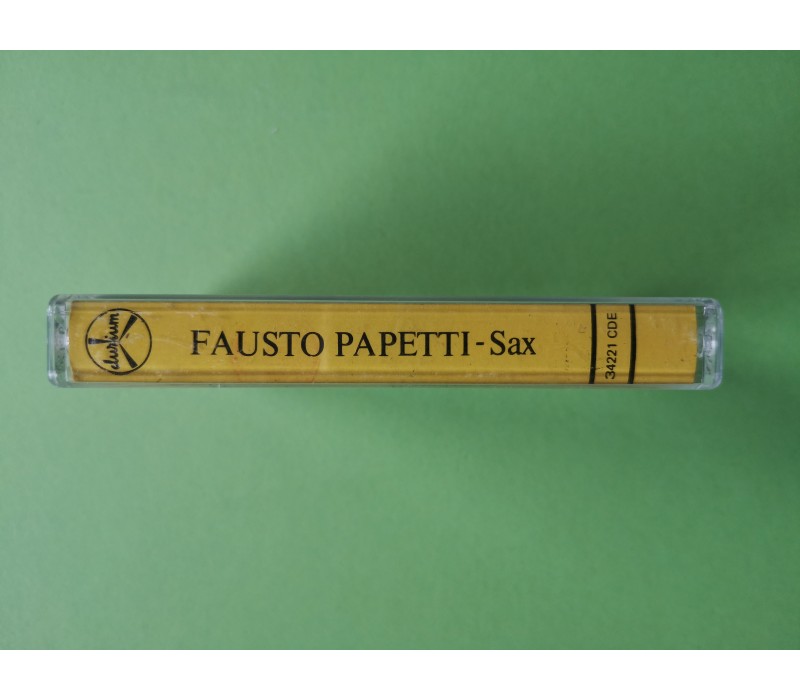 durium
FAUSTO PAPETTI - Sax
34221 CDE